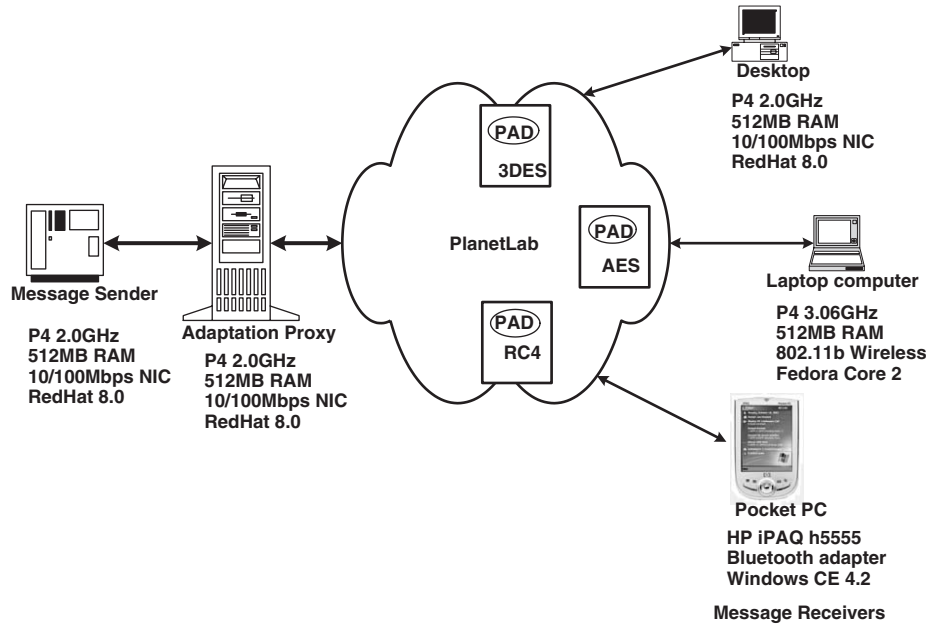 Message Sender
P4 2.0GHz
512MB RAM
10/100Mbps NIC
RedHat 8.0
Adaptation Proxy
P4 2.0GHz
512MB RAM
10/100Mbps NIC
RedHat 8.0
PlanetLab
PAD
3DES
PAD
AES
PAD
RC4
Desktop
P4 2.0GHz
512MB RAM
10/100Mbps NIC
RedHat 8.0
Laptop computer
P4 3.06GHz
512MB RAM
802.11b Wireless
Fedora Core 2
Pocket PC
HP iPAQ h5555
Bluetooth adapter
Windows CE 4.2
Message Receivers